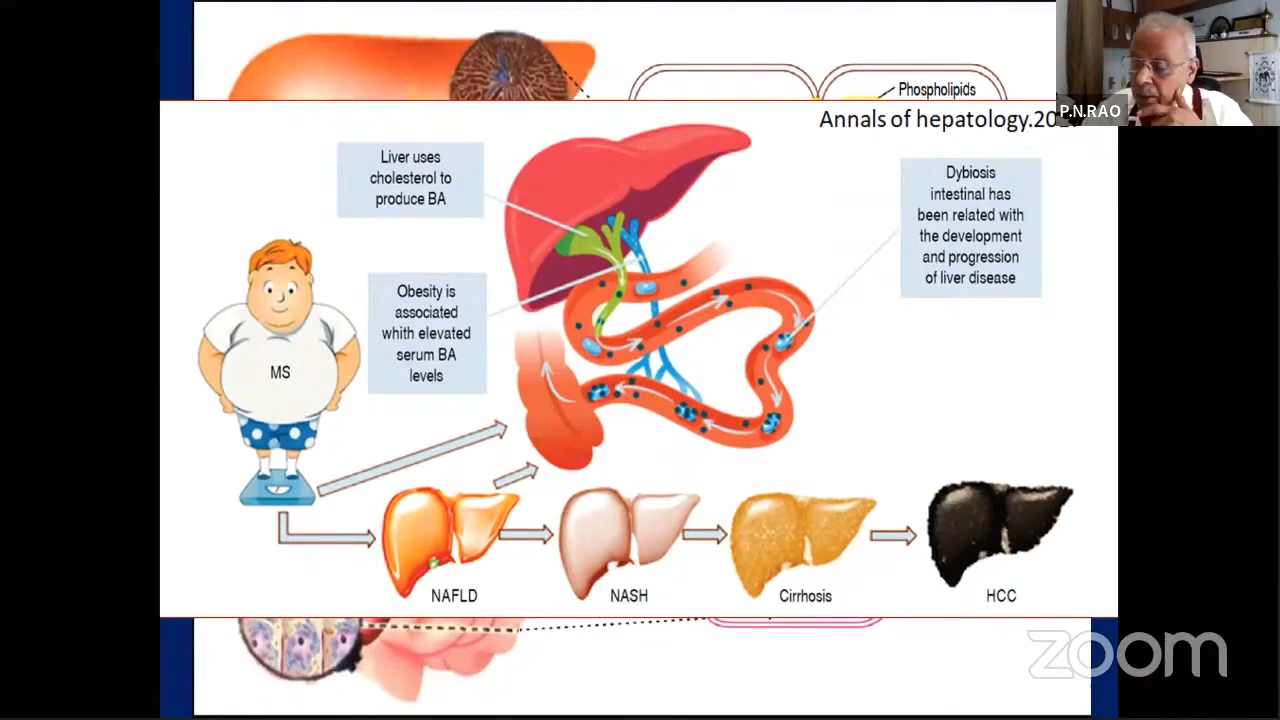 Phospholipids
P.N.RAO
Annals of hepatology.20
Liver uses
cholesterol to
produce BA
Dybiosis
intestinal has
been related with
the development
and progression
of liver disease
Obesity is
associated
whith elevated
serum BA
levels
MS
NAFLD
NASH
Cirrhosis
HCC
zoom